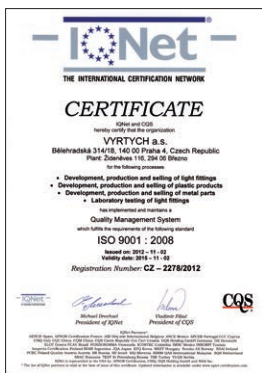 IQNet
THE INTERNATIONAL CERTIFICATION NETWORK
CERTIFICATE
IQNet and CQS
hereby certify that the organization
VYRTYCH a.s.
Bělehradská 314/18, 140 00 Praha 4, Czech Republic
Plant: Žideněves 116, 294 06 Březno
for the following processes
• Development, production and selling of light fittings
• Development, production and selling of plastic products
• Development, production and selling of metal parts
• Laboratory testing of light fittings
has implemented and maintains a
Quality Management System
which fulfills the requirements of the following standard
ISO 9001 : 2008
Issued on: 2012 – 11 – 02
Validity date: 2015 – 11 – 02
Registration Number: CZ – 2278/2012
IQNet
CQS
Michael Drechsel
President of IQNet
Vladimír Filial
President of CQS
IQNet Partners*: